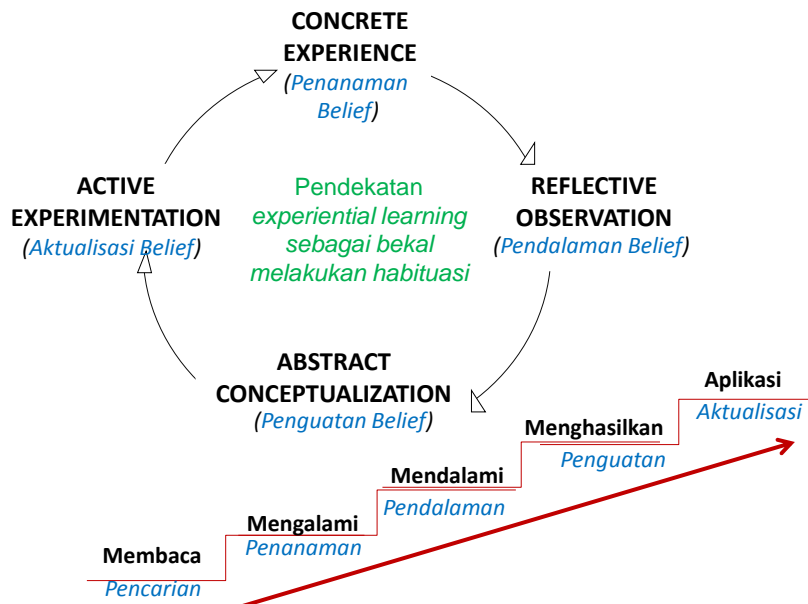 CONCRETE
EXPERIENCE
(Penanaman
Belief)
ACTIVE
EXPERIMENTATION
(Aktualisasi Belief)
Pendekatan
experiential learning
sebagai bekal
melakukan habituasi
REFLECTIVE
OBSERVATION
(Pendalaman Belief)
ABSTRACT
CONCEPTUALIZATION
(Penguatan Belief)
Aplikasi
Aktualisasi
Menghasilkan
Penguatan
Mendalami
Pendalaman
Mengalami
Penanaman
Membaca
Pencarian